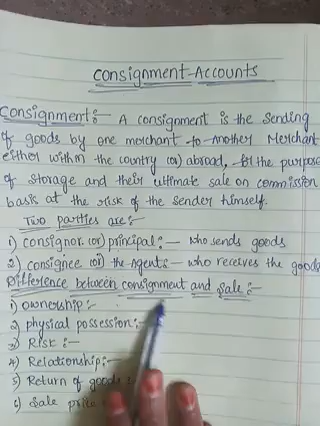 Consignment-Accounts
Consignment:- A consignment is the sending
of goods by one merchant to Another Merchant
either within the country (or) abroad, for the purpose
of storage and their ultimate sale on commission
basis at the risk of the sender himself.
Two parties are:-
1) consignor (or) principal:- who sends goods
2) consignee (or) the Agent:- who receives the goods
Difference between consignment and sale:-
1) ownership:-
2) physical possession:-
3) Risk:-
4) Relationship:-
5) Return of goods
6) Sale price